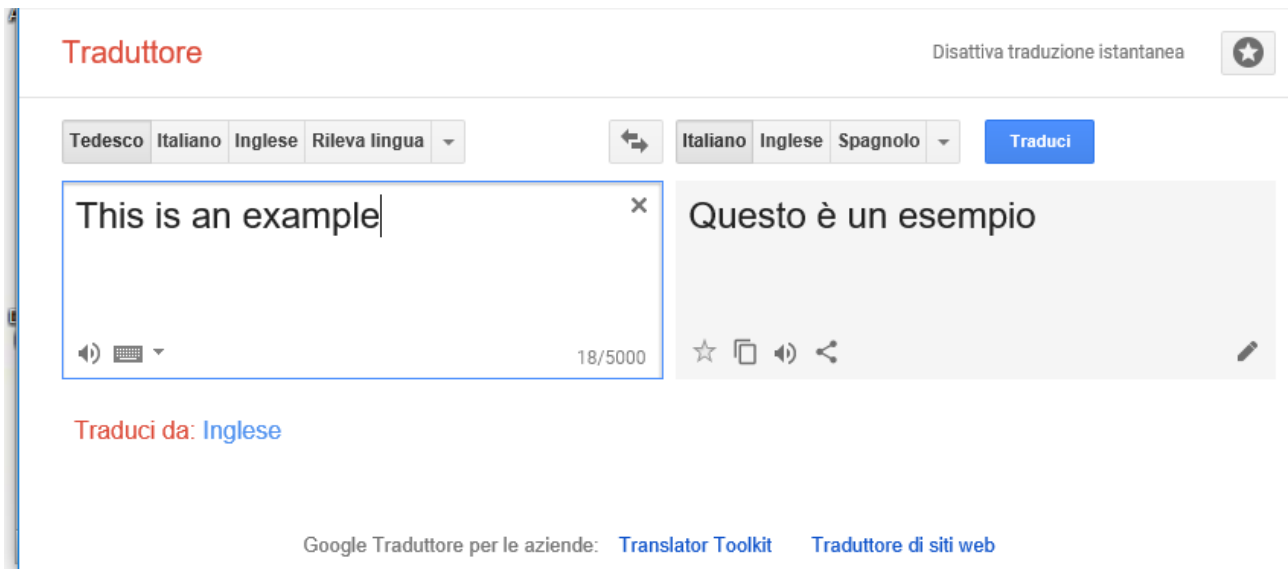 Traduttore
Disattiva traduzione istantanea
Tedesco Italiano Inglese Rileva lingua
Italiano Inglese Spagnolo
Traduci
This is an example
18/5000
Questo è un esempio
Traduci da: Inglese
Google Traduttore per le aziende: Translator Toolkit Traduttore di siti web